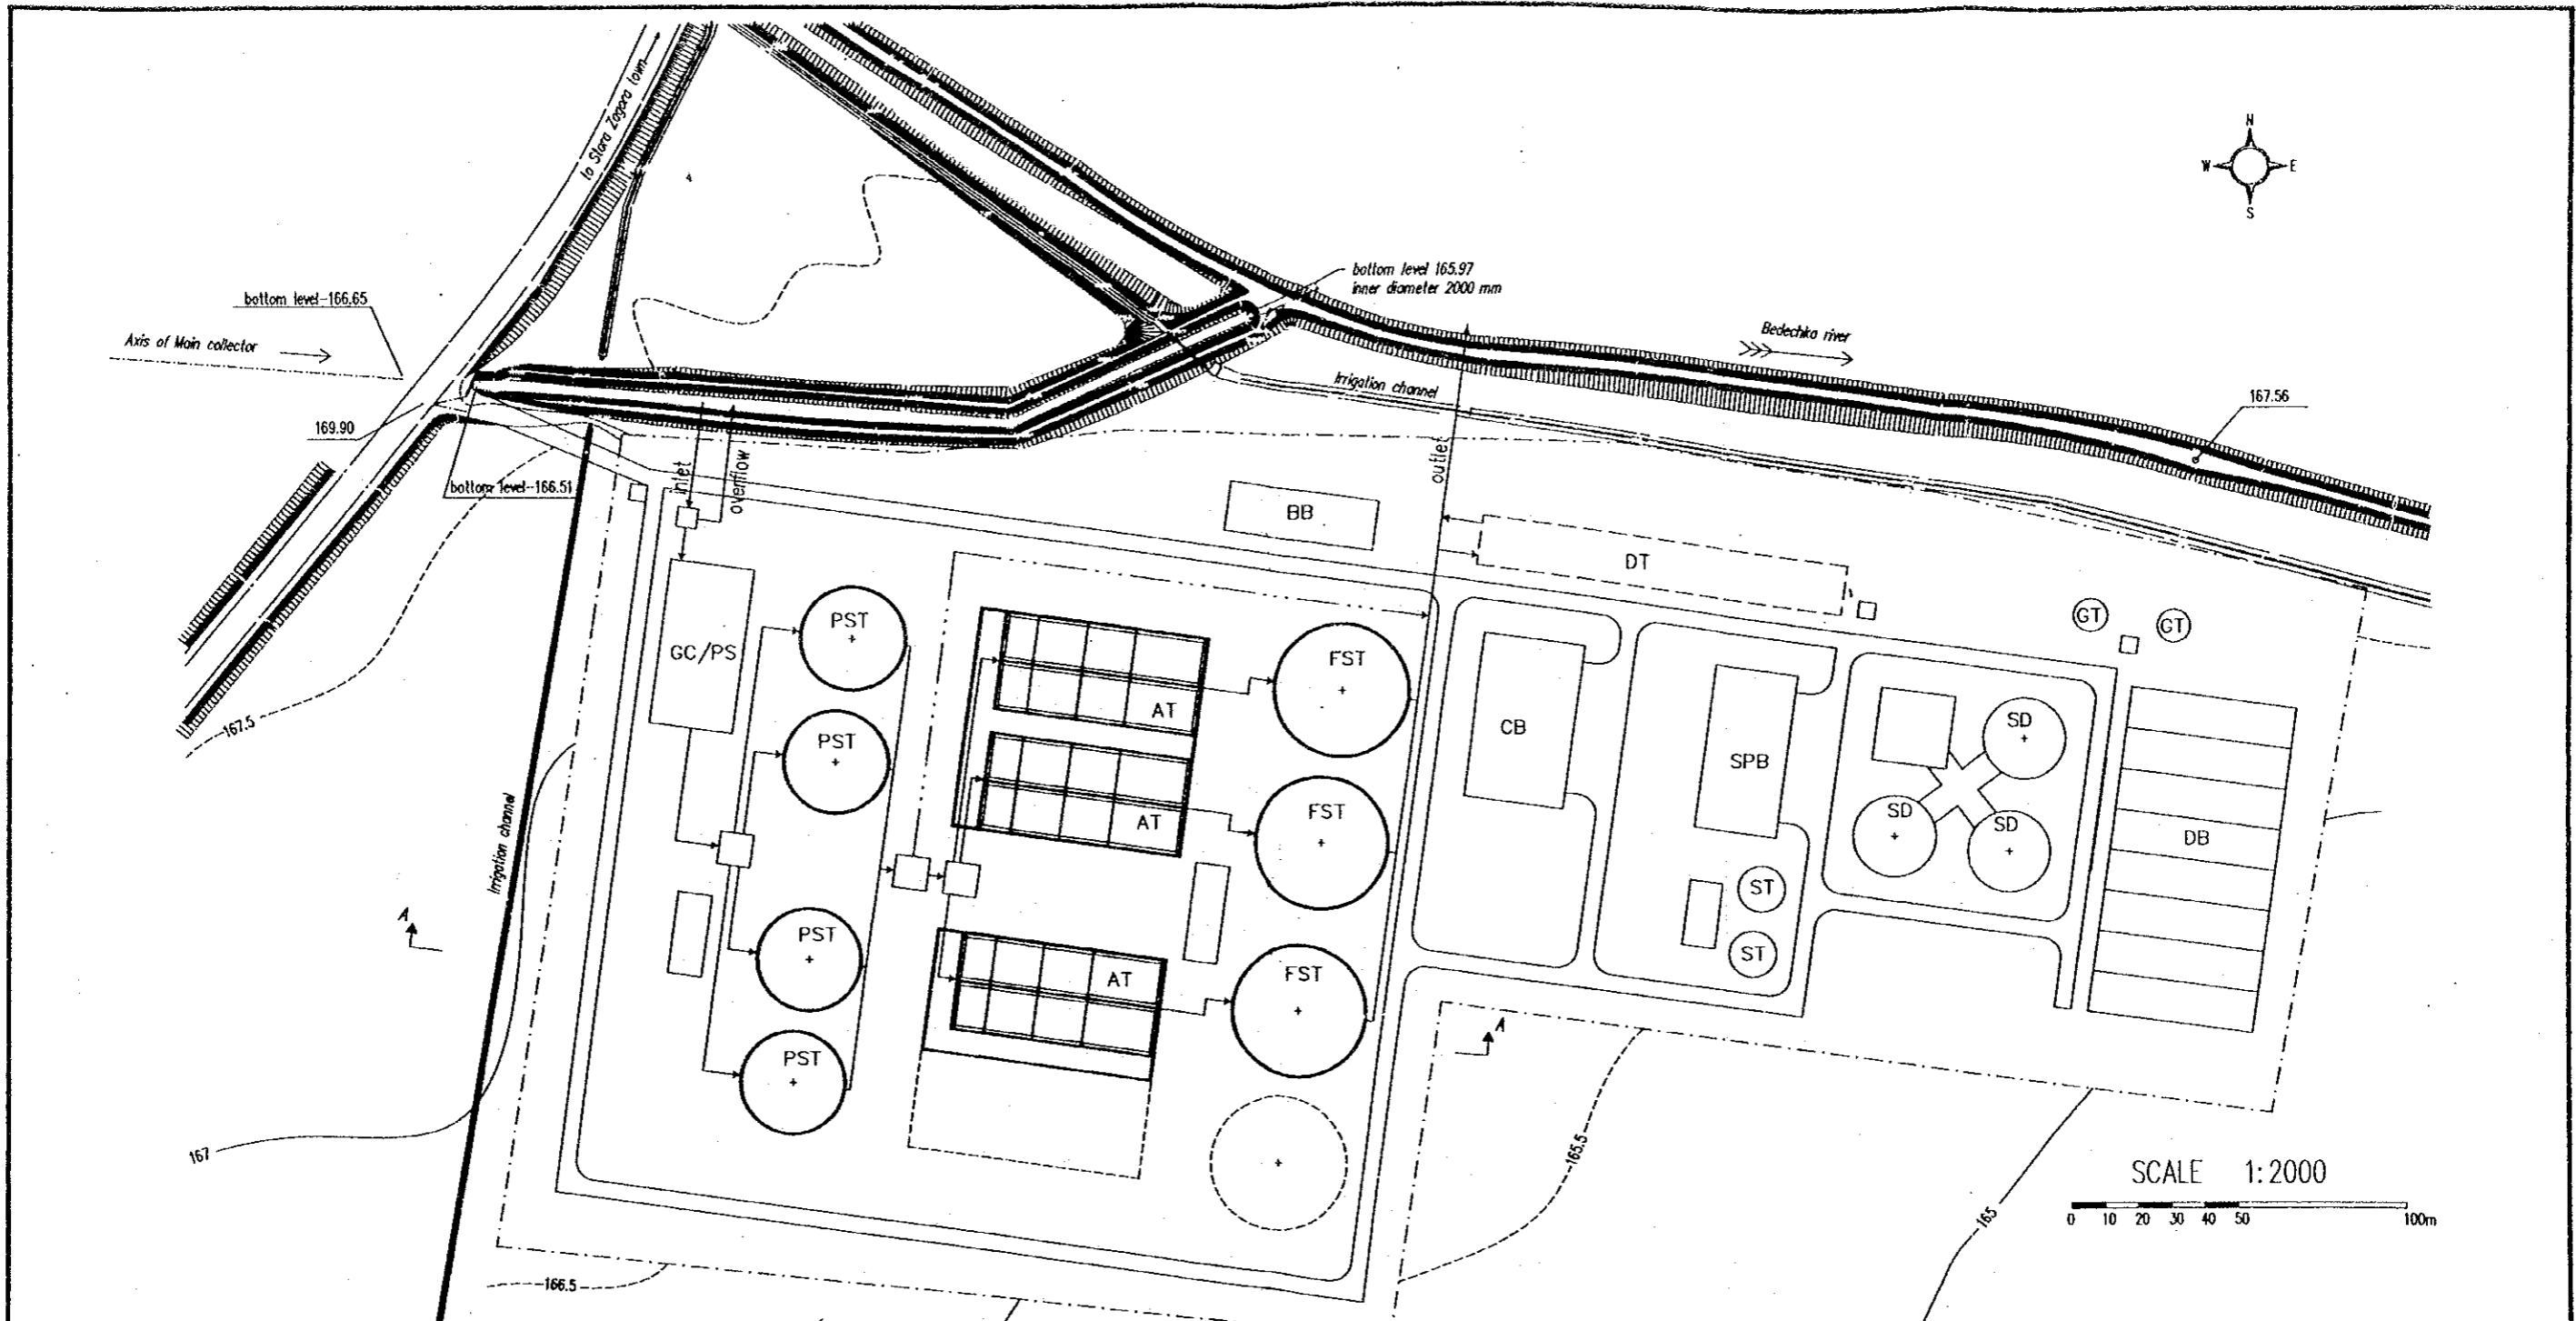 to Stara Zagora town
N
W
E
S
bottom level 165.97
inner diameter 2000 mm
bottom level-166.65
Axis of Main collector
Bedechka river
Irrigation channel
167.56
169.90
bottom level-166.51
inlet
overflow
outlet
BB
DT
GC/PS
PST
PST
PST
PST
AT
AT
AT
FST
FST
FST
CB
SPB
ST
ST
SD
SD
SD
GT
GT
DB
167.5
Irrigation channel
A
A
167
166.5
165.5
165
SCALE 1:2000
0 10 20 30 40 50 100m